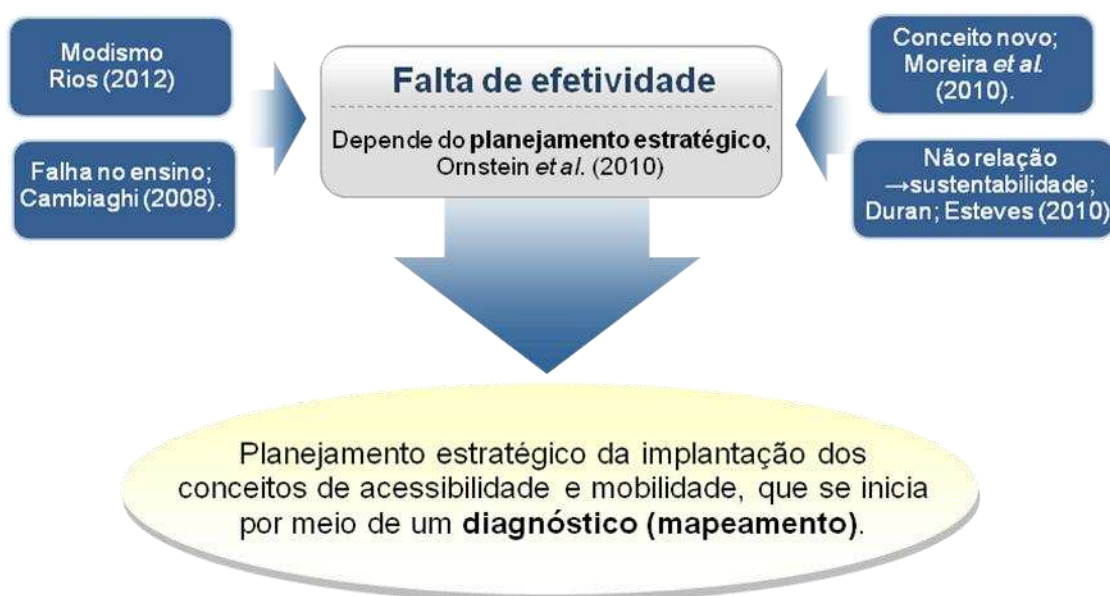 Modismo
Rios (2012)
Falha no ensino;
Cambiaghi (2008).
Falta de efetividade
Depende do planejamento estratégico,
Ornstein et al. (2010)
Conceito novo;
Moreira et al.
(2010).
Não relação
→sustentabilidade;
Duran; Esteves (2010)
Planejamento estratégico da implantação dos
conceitos de acessibilidade e mobilidade, que se inicia
por meio de um diagnóstico (mapeamento).